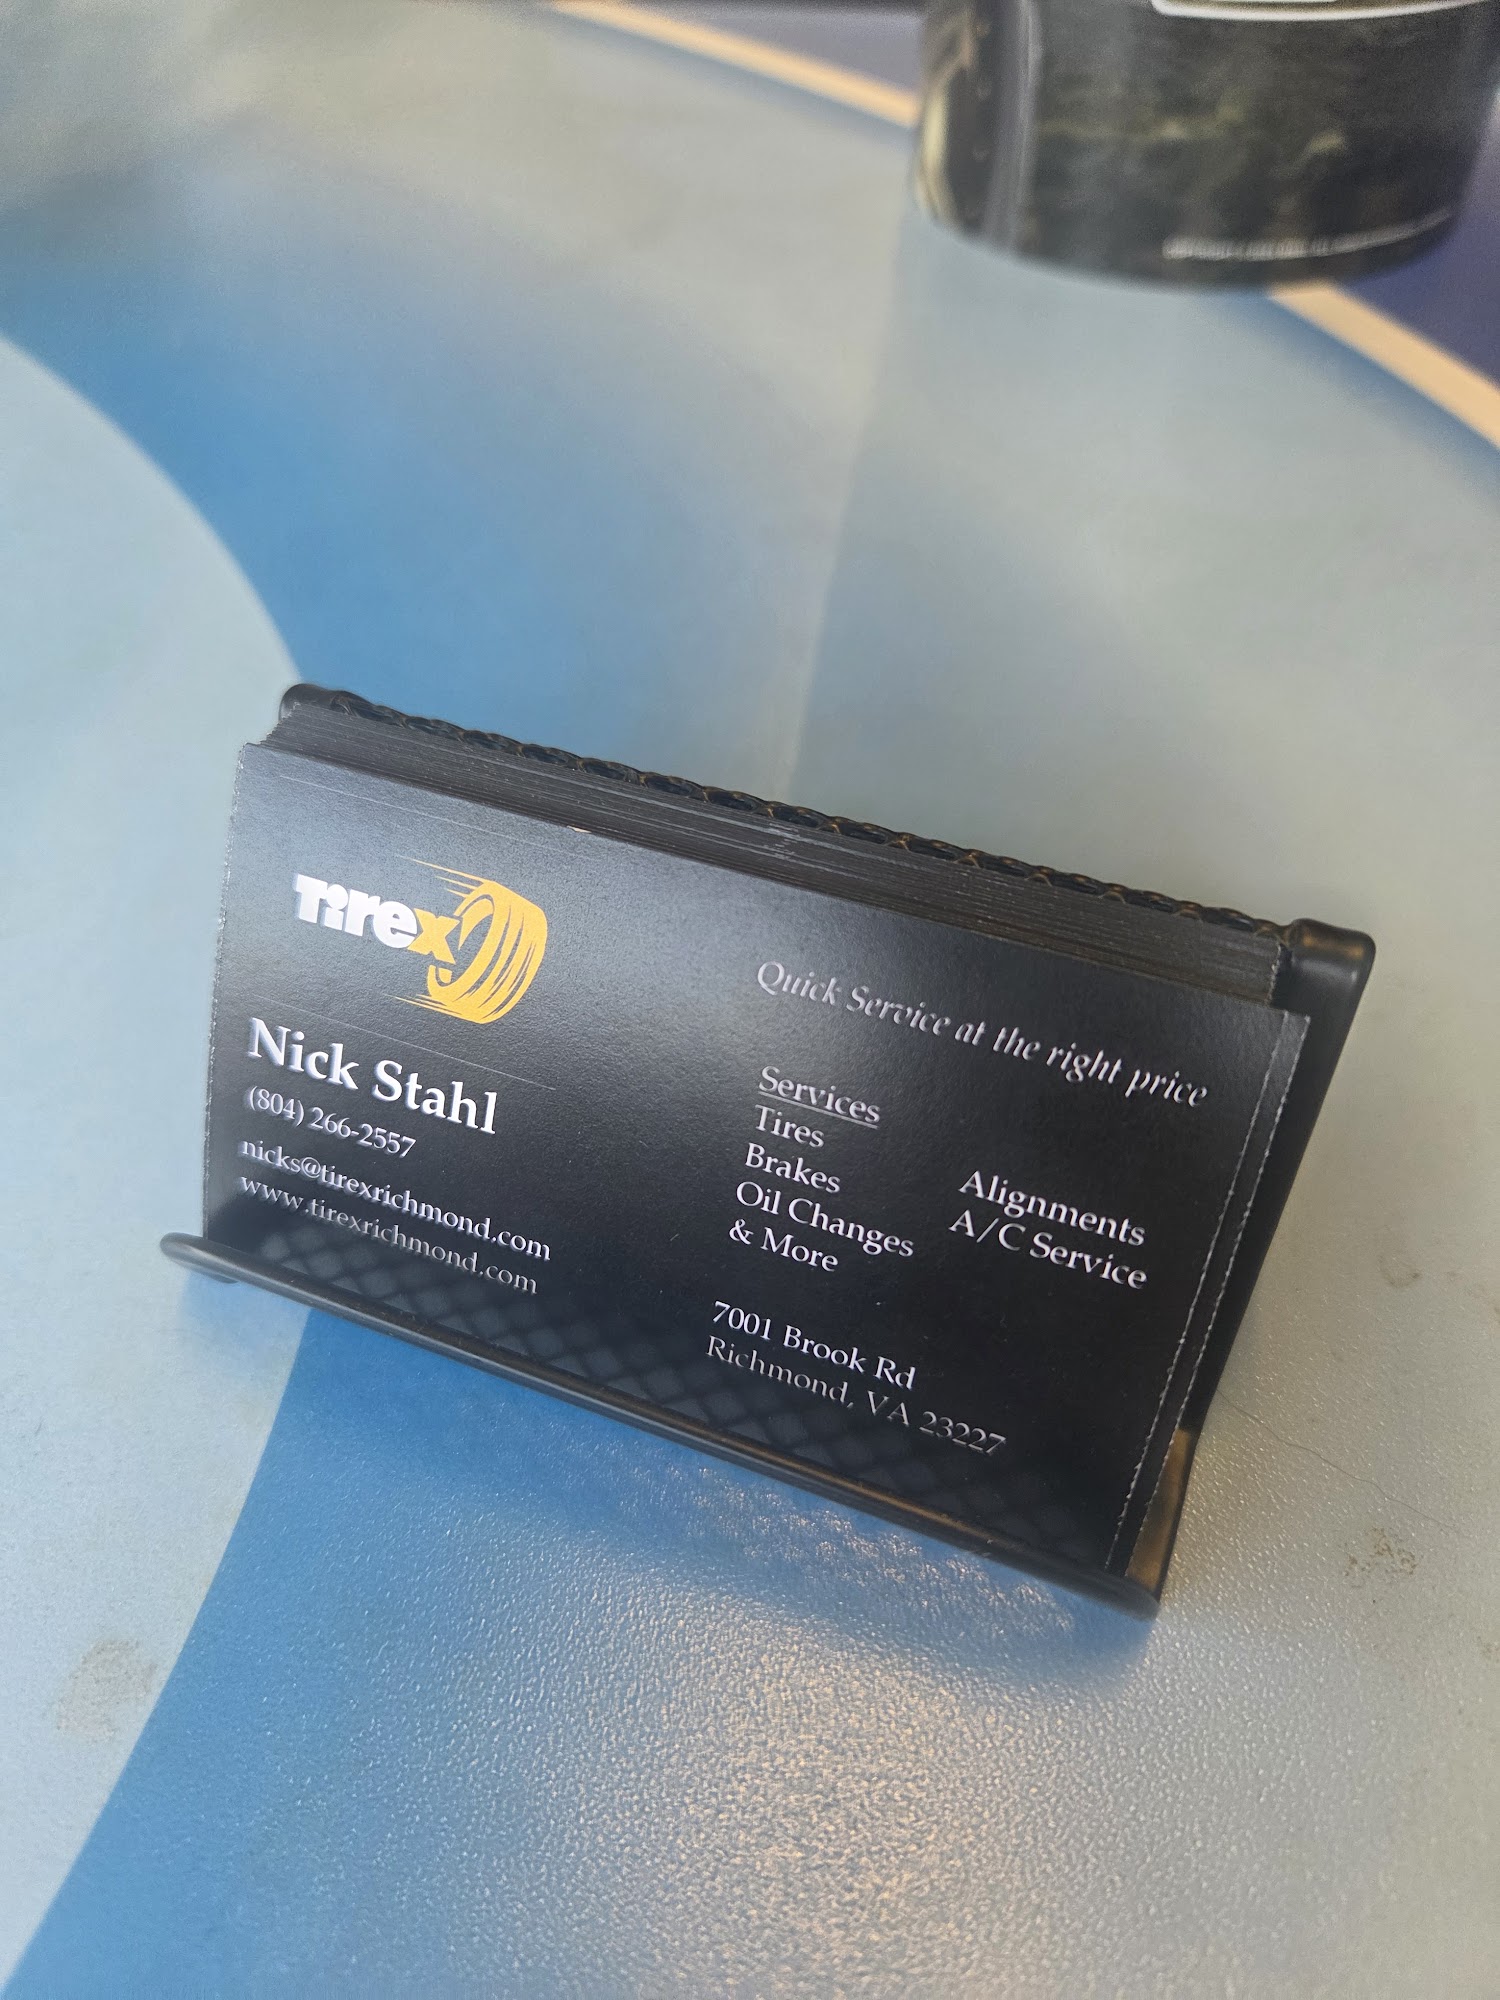 Tirex
Nick Stahl
(804) 266-2557
nicks@tirexrichmond.com
www.tirexrichmond.com
Quick Service at the right price
Services
Tires
Brakes
Oil Changes
& More
Alignments
A/C Service
7001 Brook Rd
Richmond, VA 23227